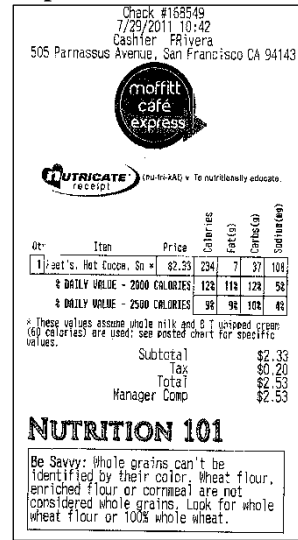 Check #168549
7/29/2011 10:42
Cashier FRivera
505 Parnassus Avenue, San Francisco CA 94143
moffitt
café
express
NUTRICATE
receipt
(nu-tri-kAt) v To nutritionally educate.
Qty Item Price Calories Fat(g) Carbs(g) Sodium(mg)
1 Peet's, Hot Cocoa, Sm * $2.33 234 7 37 108
% DAILY VALUE - 2000 CALORIES 12% 11% 12% 5%
% DAILY VALUE - 2500 CALORIES 9% 9% 10% 4%
* These values assume whole milk and 2 T whipped cream
(60 calories) are used; see posted chart for specific
values.
Subtotal $2.33
Tax $0.20
Total $2.53
Manager Comp $2.53
NUTRITION 101
Be Savvy: Whole grains can't be
identified by their color. Wheat flour,
enriched flour or cornmeal are not
considered whole grains. Look for whole
wheat flour or 100% whole wheat.